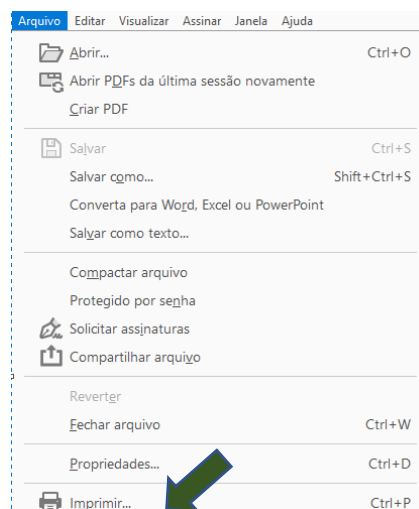 Arquivo Editar Visualizar Assinar Janela Ajuda
Abrir... Ctrl+O
Abrir PDFs da última sessão novamente
Criar PDF
Salvar Ctrl+S
Salvar como... Shift+Ctrl+S
Converta para Word, Excel ou PowerPoint
Salvar como texto...
Compactar arquivo
Protegido por senha
Solicitar assinaturas
Compartilhar arquivo
Reverter
Fechar arquivo Ctrl+W
Propriedades... Ctrl+D
Imprimir... Ctrl+P